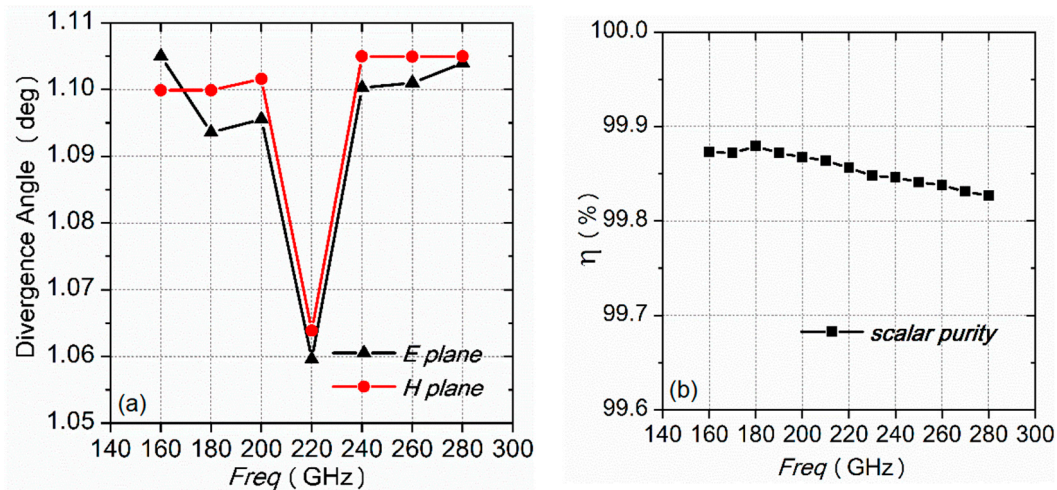 1.11
1.10
1.09
1.08
1.07
1.06
1.05
Divergence Angle (deg)
140 160 180 200 220 240 260 280 300
Freq (GHz)
E plane
H plane
(a)
100.0
99.9
99.8
99.7
99.6
η (%)
140 160 180 200 220 240 260 280 300
Freq (GHz)
scalar purity
(b)